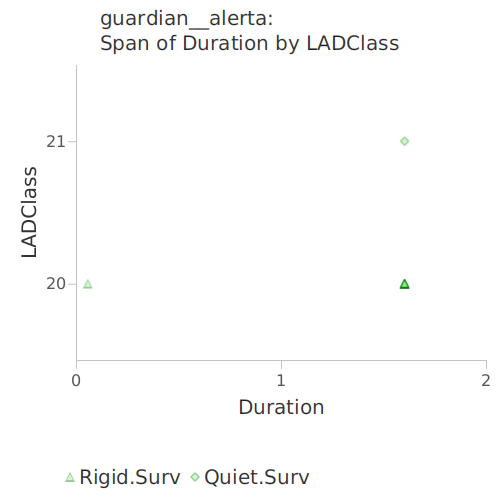 guardian__alerta:
Span of Duration by LADClass
21
20
LADClass
0 1 2
Duration
Rigid.Surv Quiet.Surv